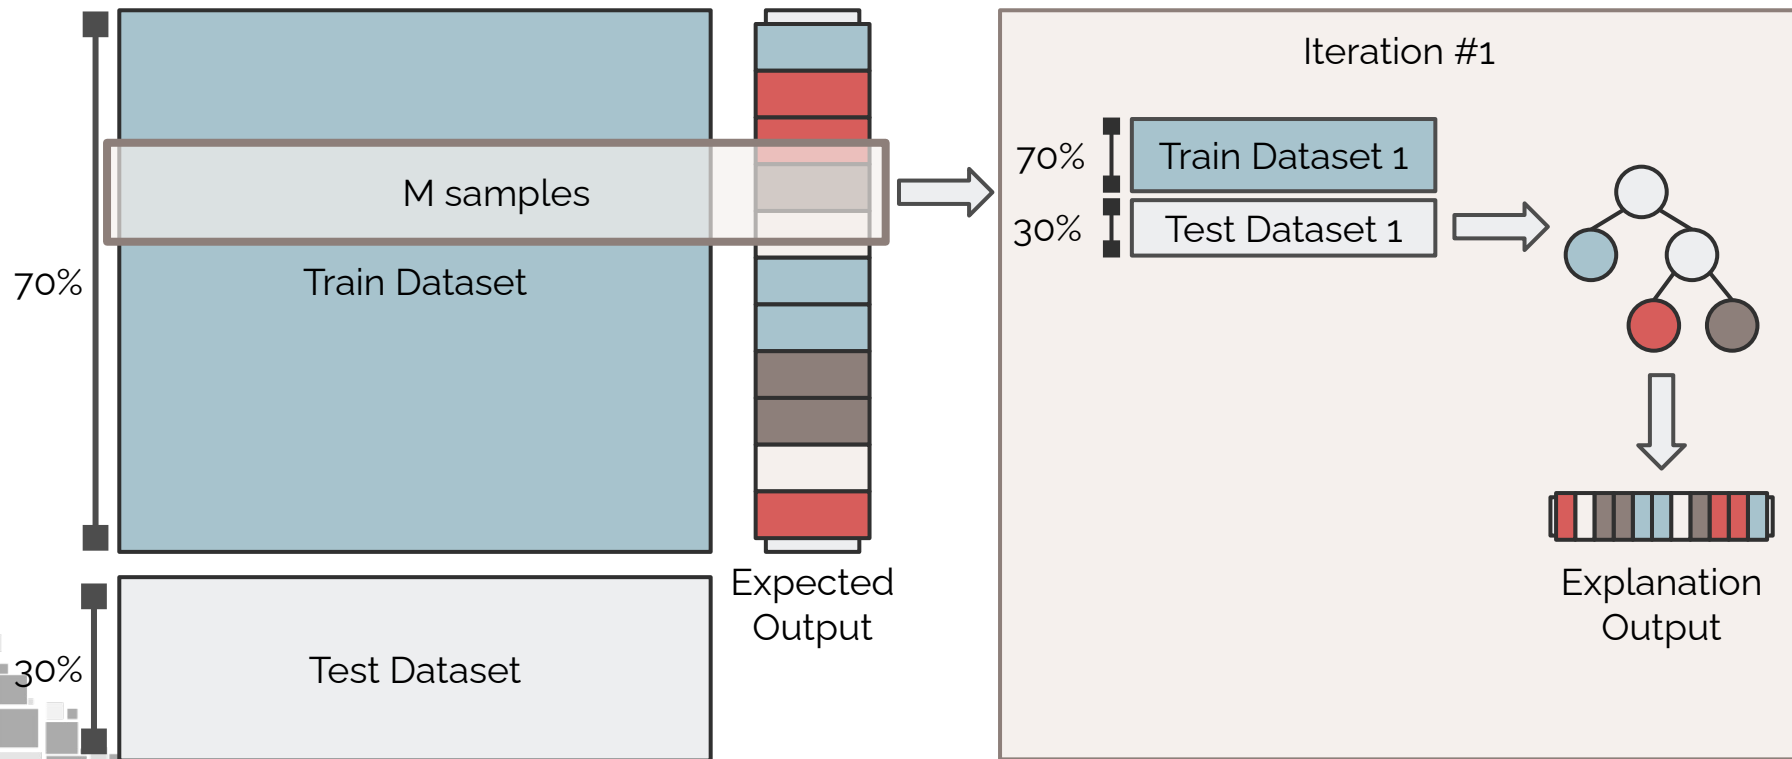 70%
M samples
Train Dataset
Expected
Output
30%
Test Dataset
Iteration #1
70%
Train Dataset 1
30%
Test Dataset 1
Explanation
Output